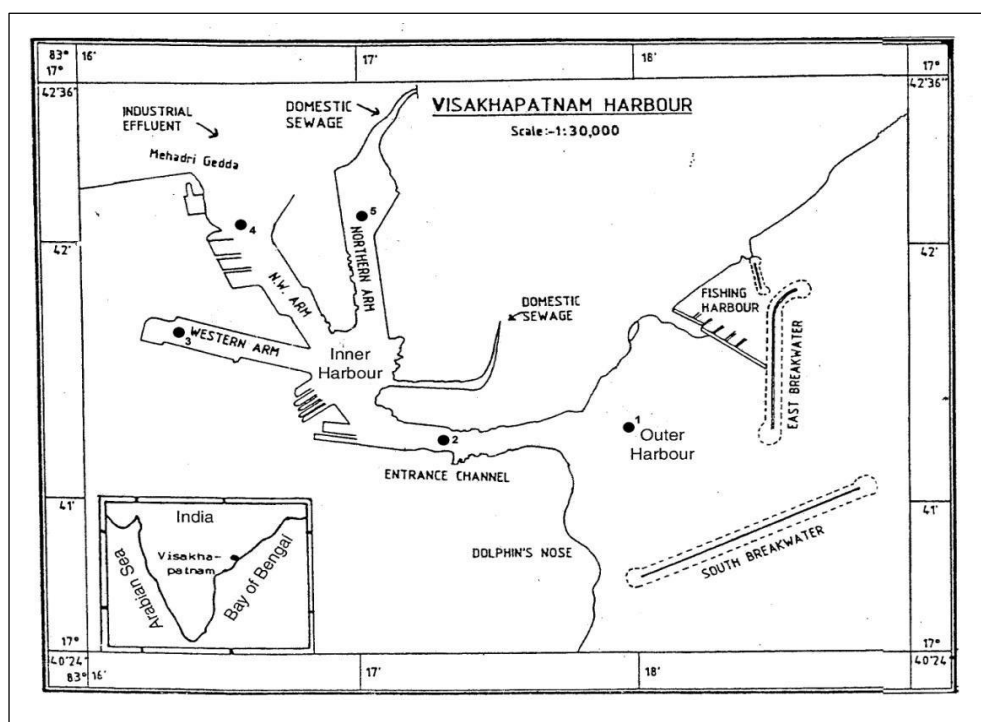 83° 16'
17'
18'
17°
17°
42'36"
42'36"
VISAKHAPATNAM HARBOUR
Scale:-1:30,000
INDUSTRIAL
EFFLUENT
DOMESTIC
SEWAGE
Mehadri Gedda
5
4
42'
42'
NORTHERN ARM
N.W. ARM
FISHING
HARBOUR
DOMESTIC
SEWAGE
WESTERN ARM
3
Inner
Harbour
EAST BREAKWATER
1
Outer
Harbour
2
ENTRANCE CHANNEL
41'
41'
India
Visakha-
patnam
Arabian Sea
Bay of Bengal
DOLPHIN'S NOSE
SOUTH BREAKWATER
17°
17°
40'24
40'24
83° 16'
17'
18'